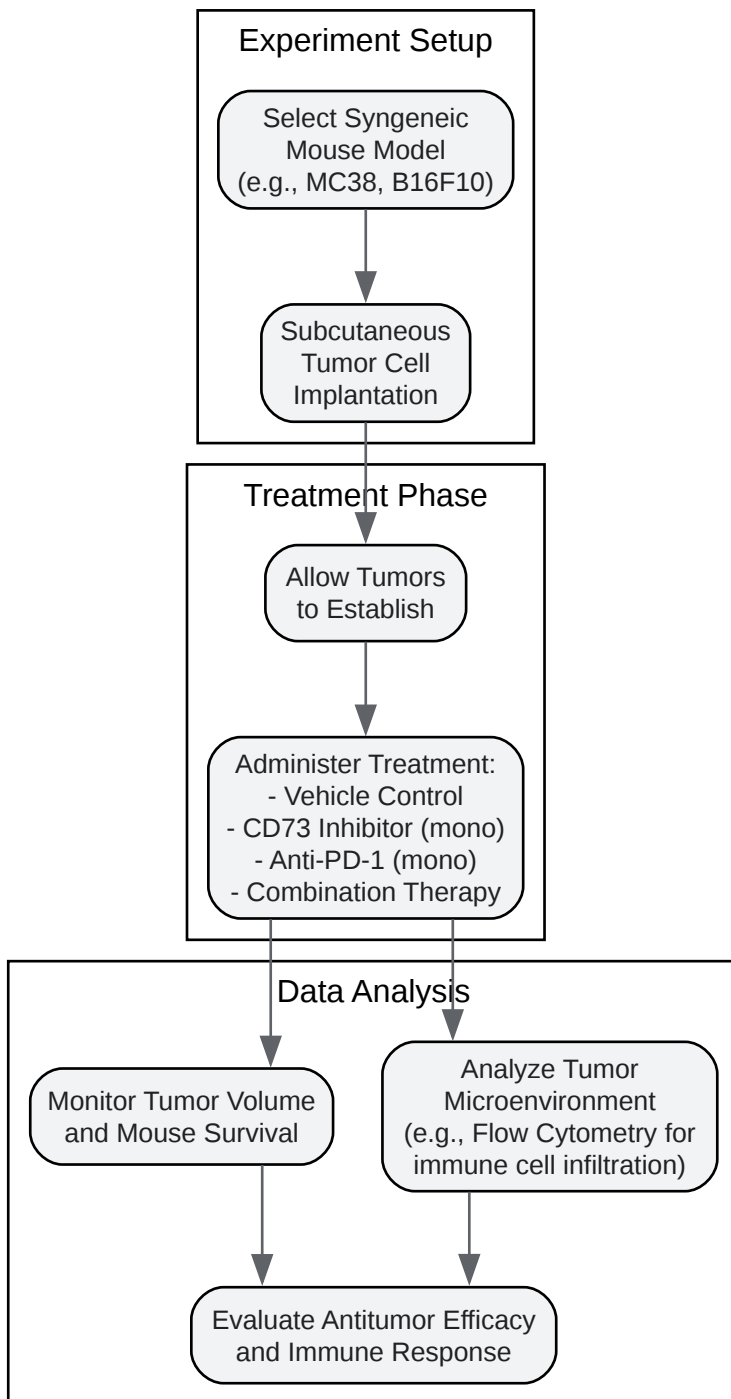 Experiment Setup
Select Syngeneic
Mouse Model
(e.g., MC38, B16F10)
Subcutaneous
Tumor Cell
Implantation
Treatment Phase
Allow Tumors
to Establish
Administer Treatment:
- Vehicle Control
- CD73 Inhibitor (mono)
- Anti-PD-1 (mono)
- Combination Therapy
Data Analysis
Monitor Tumor Volume
and Mouse Survival
Analyze Tumor
Microenvironment
(e.g., Flow Cytometry for
immune cell infiltration)
Evaluate Antitumor Efficacy
and Immune Response